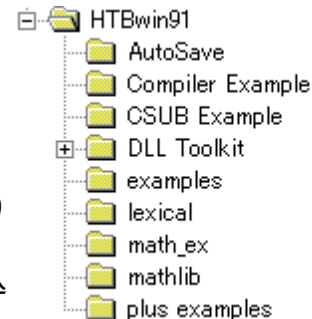 HTBwin91
AutoSave
Compiler Example
CSUB Example
DLL Toolkit
examples
lexical
math_ex
mathlib
plus examples